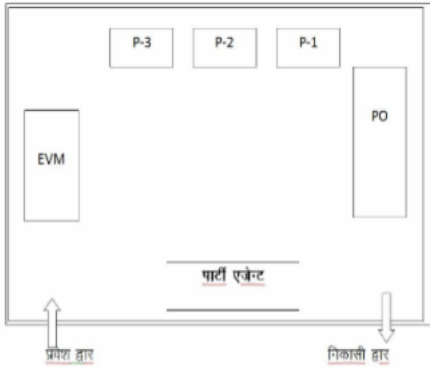 P-3 P-2 P-1
PO
EVM
पार्टी एजेन्ट
प्रवेश द्वार
निकासी द्वार